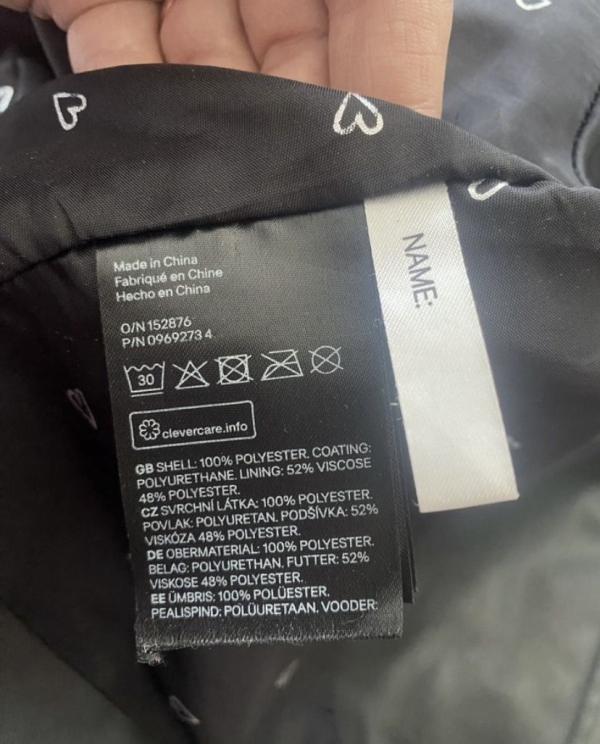 Made in China
Fabriqué en Chine
Hecho en China
O/N 152876
P/N 0969273 4
30
clevercare.info
GB SHELL: 100% POLYESTER. COATING:
POLYURETHANE. LINING: 52% VISCOSE
48% POLYESTER.
CZ SVRCHNÍ LÁTKA: 100% POLYESTER.
POVLAK: POLYURETAN. PODŠÍVKA: 52%
VISKÓZA 48% POLYESTER.
DE OBERMATERIAL: 100% POLYESTER.
BELAG: POLYURETHAN. FUTTER: 52%
VISKOSE 48% POLYESTER.
EE ÜMBRIS: 100% POLÜESTER.
PEALISPIND: POLÜURETAAN. VOODER:
NAME: